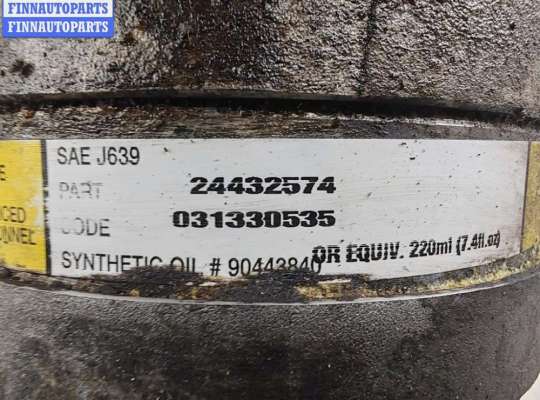 FINNAUTOPARTS
FINNAUTOPARTS
SAE J639
PART 24432574
CODE 031330535
SYNTHETIC OIL # 90443840 OR EQUIV. 220ml (7.4fl.oz)